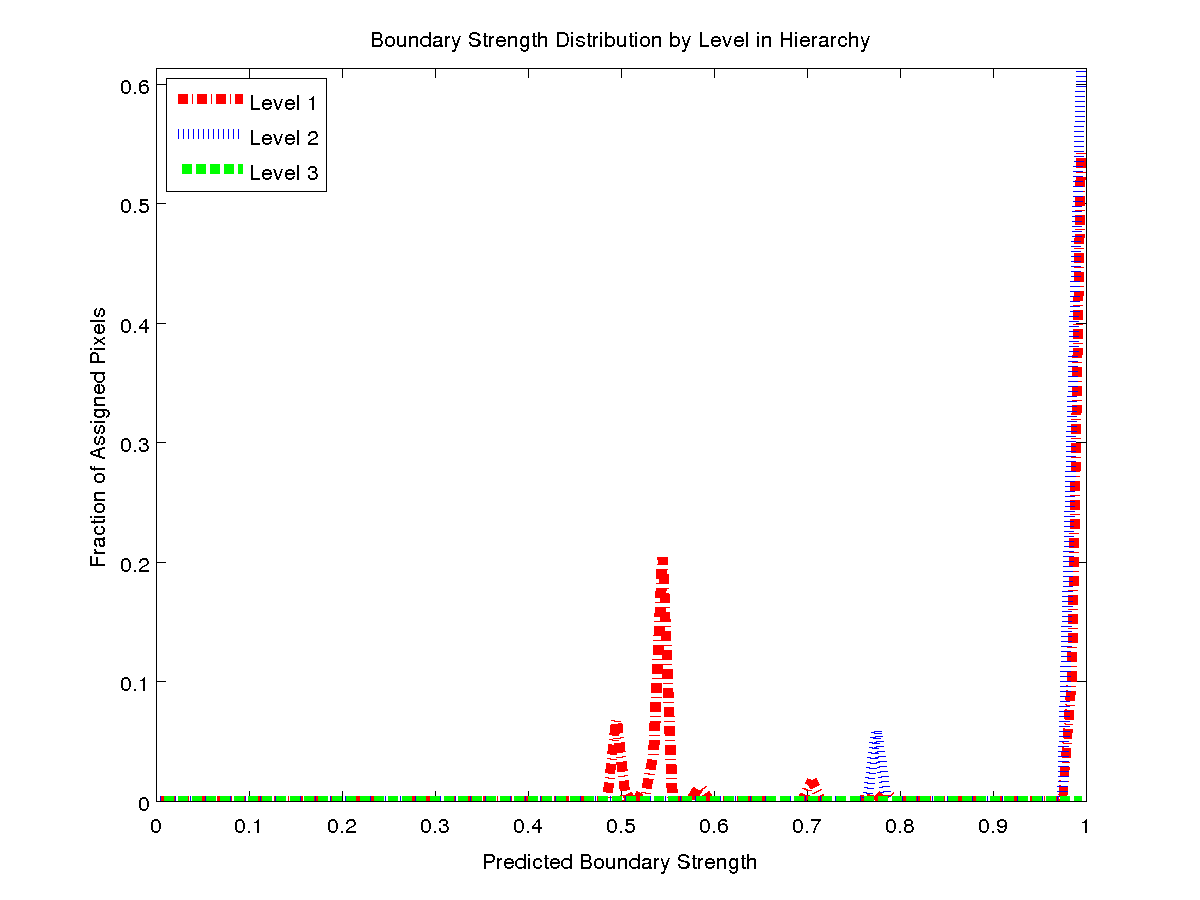 Boundary Strength Distribution by Level in Hierarchy
Level 1
Level 2
Level 3
Fraction of Assigned Pixels
0.6
0.5
0.4
0.3
0.2
0.1
0
0 0.1 0.2 0.3 0.4 0.5 0.6 0.7 0.8 0.9 1
Predicted Boundary Strength